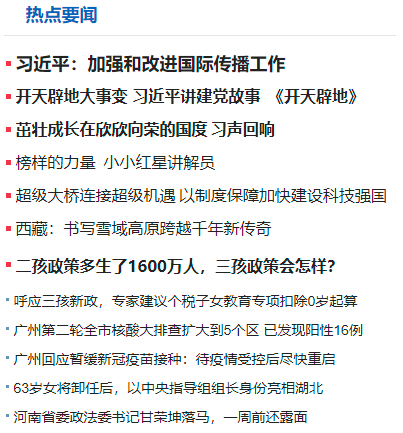 热点要闻
习近平：加强和改进国际传播工作
开天辟地大事变 习近平讲建党故事 《开天辟地》
茁壮成长在欣欣向荣的国度 习声回响
榜样的力量 小小红星讲解员
超级大桥连接超级机遇 以制度保障加快建设科技强国
西藏：书写雪域高原跨越千年新传奇
二孩政策多生了1600万人，三孩政策会怎样？
呼应三孩新政，专家建议个税子女教育专项扣除0岁起算
广州第二轮全市核酸大排查扩大到5个区 已发现阳性16例
广州回应暂缓新冠疫苗接种：待疫情受控后尽快重启
63岁女将卸任后，以中央指导组组长身份亮相湖北
河南省委政法委书记甘荣坤落马，一周前还露面